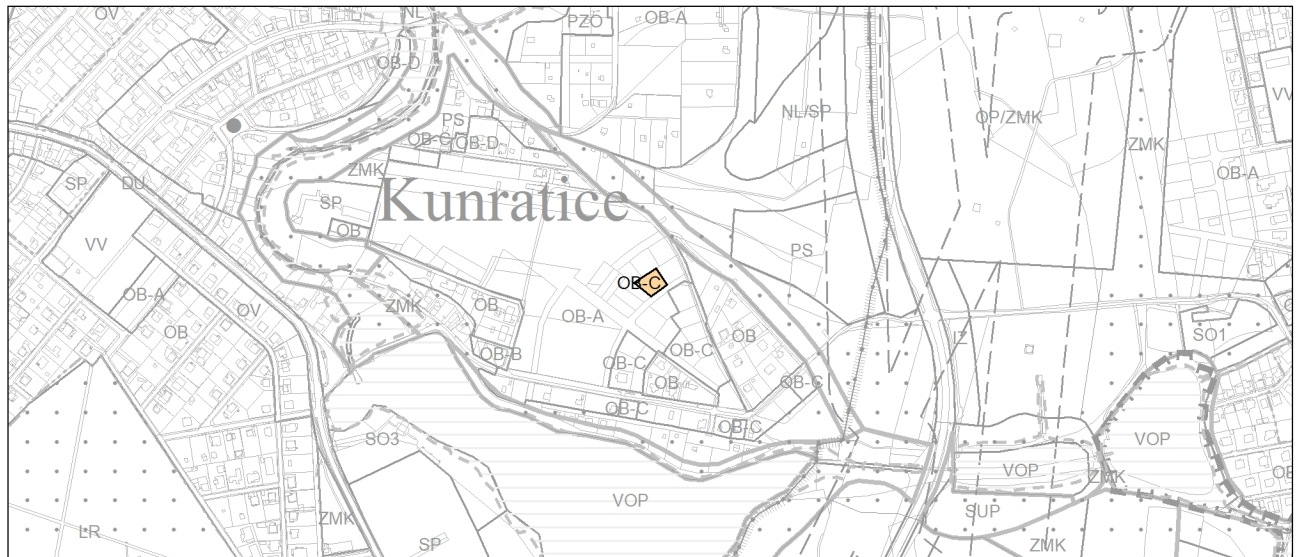 OV
NL
PZO
OB-A
OB-D
PS
OB-C
OB-D
NL/SP
OP/ZMK
ZMK
VV
SP
DU
ZMK
OB-A
SP
Kunratice
VV
OB
PS
OB-C
OB-A
OV
ZMK
OB
OB-A
OB
OB-C
OB
IZ
SO1
OB-B
OB-C
OB
OB-C
OB-C
OB-C
SO3
VOP
VOP
VOP
ZMK
OB
LR
ZMK
SP
SUP
ZMK